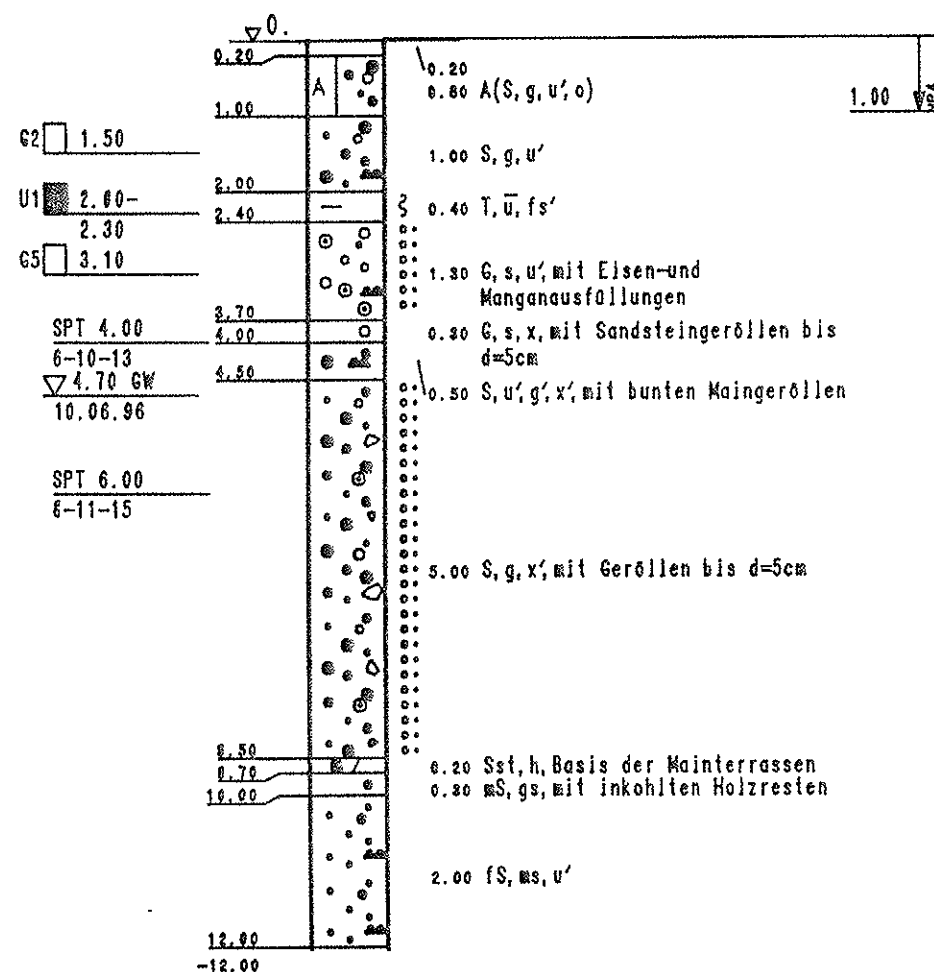 ▽ 0.
0.20
0.20
0.80 A(S, g, u', o)
A
1.00
1.00
G2 1.50
1.00 S, g, u'
2.00
U1 2.00-
2.30
0.40 T, ū, fs'
2.40
G5 3.10
1.30 G, s, u', mit Eisen-und
Manganausfällungen
3.70
SPT 4.00
6-10-13
4.00
0.30 G, s, x, mit Sandsteingeröllen bis
d=5cm
4.50
▽ 4.70 GW
10.06.96
0.50 S, u', g', x', mit bunten Maingeröllen
SPT 6.00
8-11-15
5.00 S, g, x', mit Geröllen bis d=5cm
9.50
0.20 Sst, h, Basis der Mainterrassen
9.70
0.30 mS, gs, mit inkohlten Holzresten
10.00
2.00 fS, ms, u'
12.00
-12.00